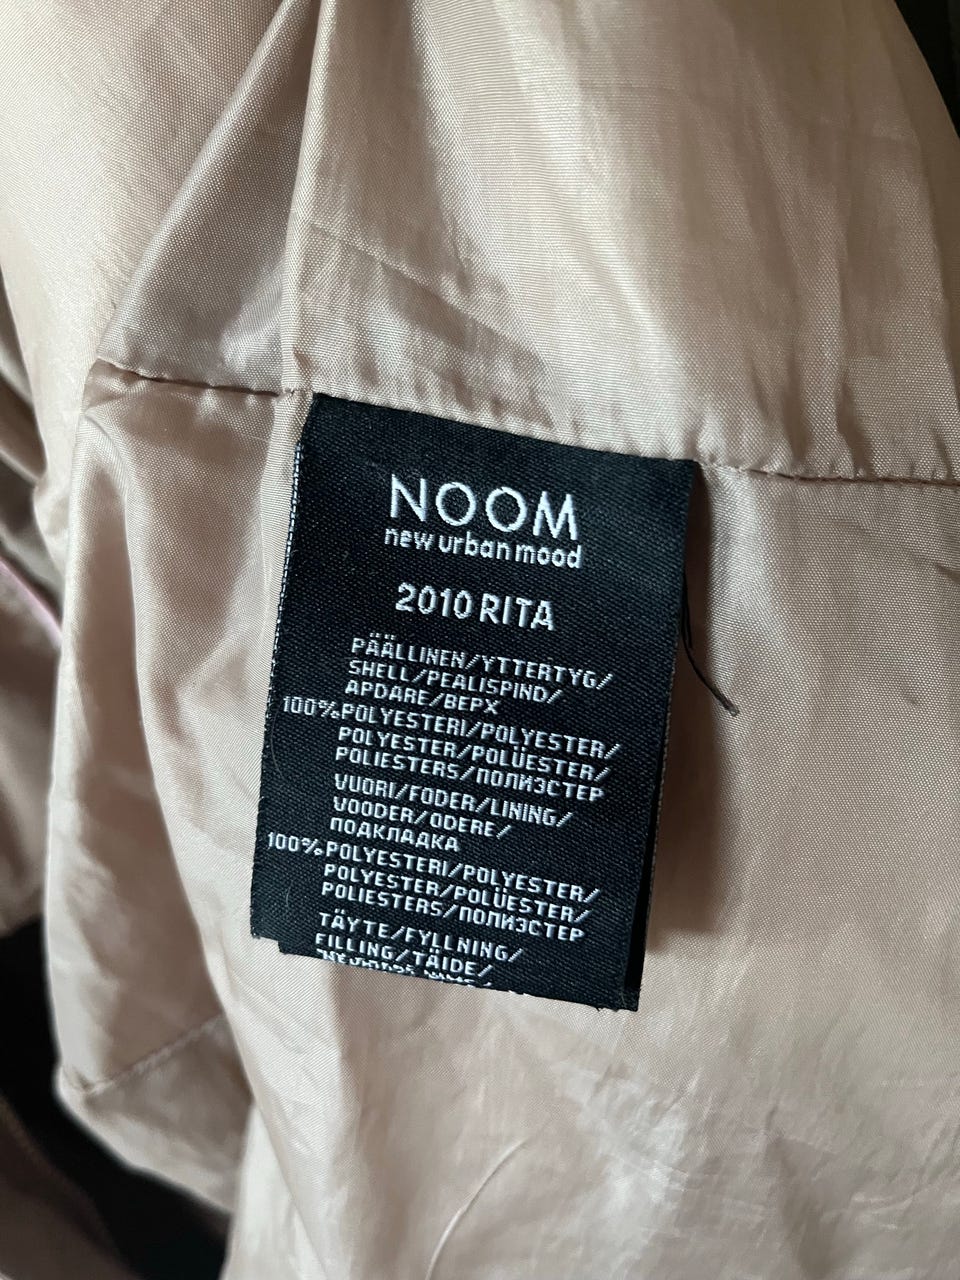 NOOM
new urban mood
2010 RITA
PÄÄLLINEN/YTTERTYG/
SHELL/PEALISPIND/
APDARE/ВЕРХ
100%POLYESTERI/POLYESTER/
POLYESTER/POLÜESTER/
POLIESTERS/ПОЛИЭСТЕР
VUORI/FODER/LINING/
VOODER/ODERE/
ПОДКЛАДКА
100%POLYESTERI/POLYESTER/
POLYESTER/POLÜESTER/
POLIESTERS/ПОЛИЭСТЕР
TÄYTE/FYLLNING/
FILLING/TÄIDE/